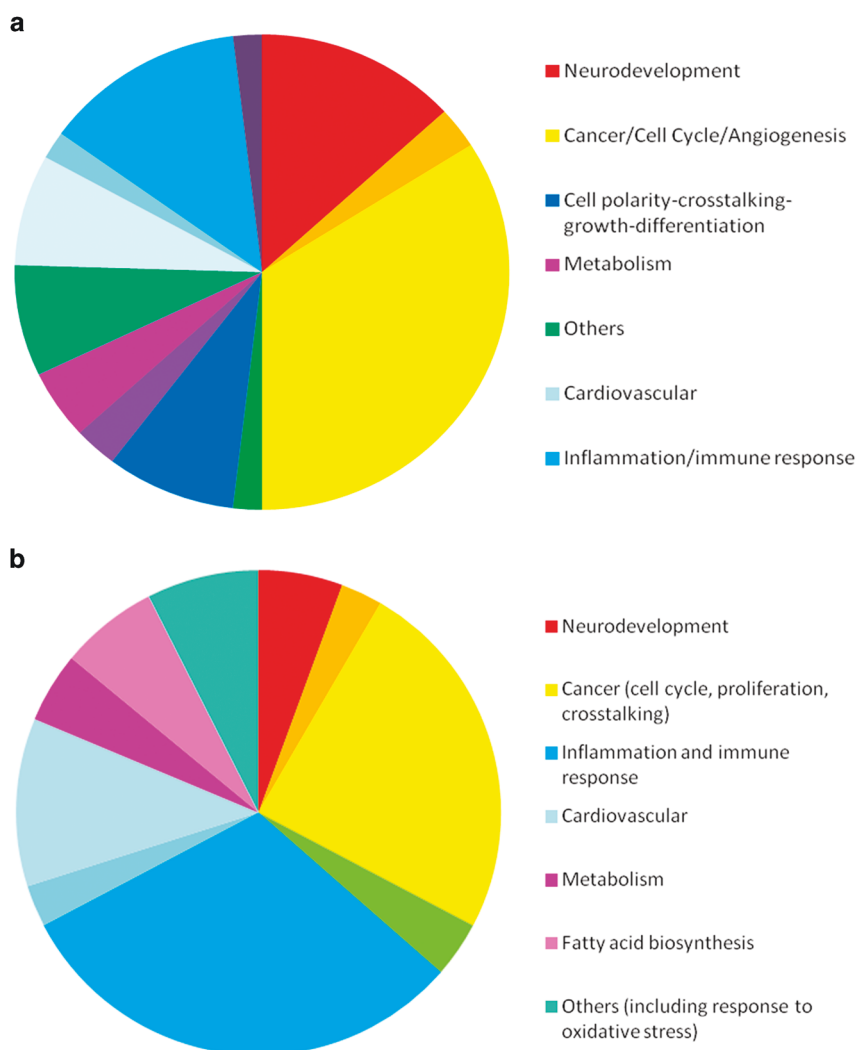 a
Neurodevelopment
Cancer/Cell Cycle/Angiogenesis
Cell polarity-crosstalking-
growth-differentiation
Metabolism
Others
Cardiovascular
Inflammation/immune response
b
Neurodevelopment
Cancer (cell cycle, proliferation,
crosstalking)
Inflammation and immune
response
Cardiovascular
Metabolism
Fatty acid biosynthesis
Others (including response to
oxidative stress)